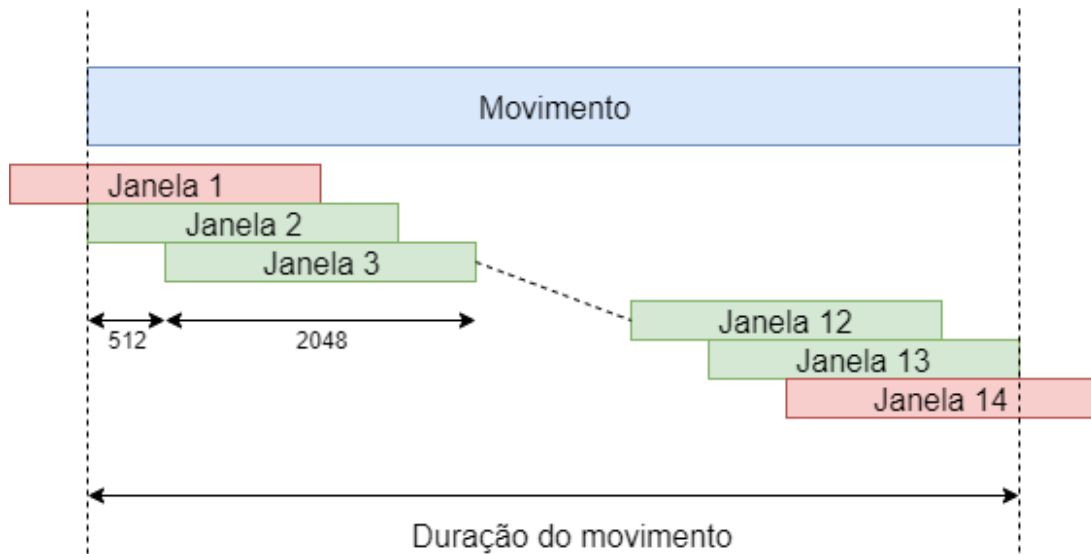 Movimento
Janela 1
Janela 2
Janela 3
512
2048
Janela 12
Janela 13
Janela 14
Duração do movimento